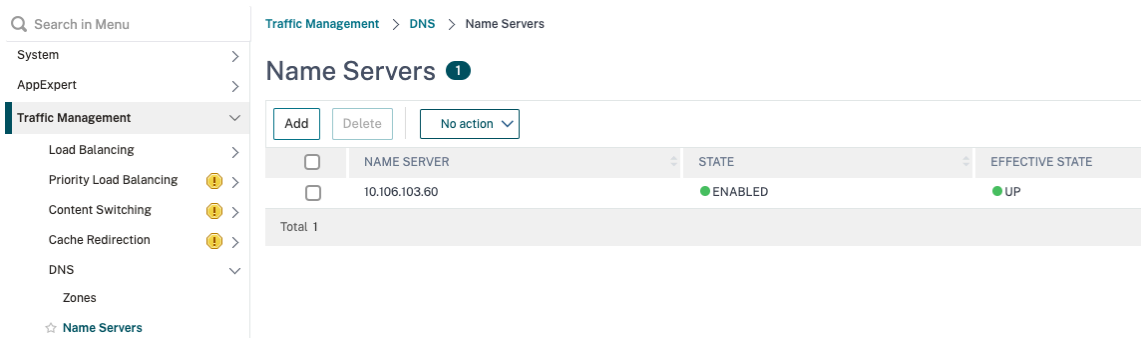 Search in Menu
System
AppExpert
Traffic Management
Load Balancing
Priority Load Balancing
Content Switching
Cache Redirection
DNS
Zones
Name Servers
Traffic Management > DNS > Name Servers
Name Servers 1
Add Delete No action
NAME SERVER STATE EFFECTIVE STATE
10.106.103.60 ENABLED UP
Total 1